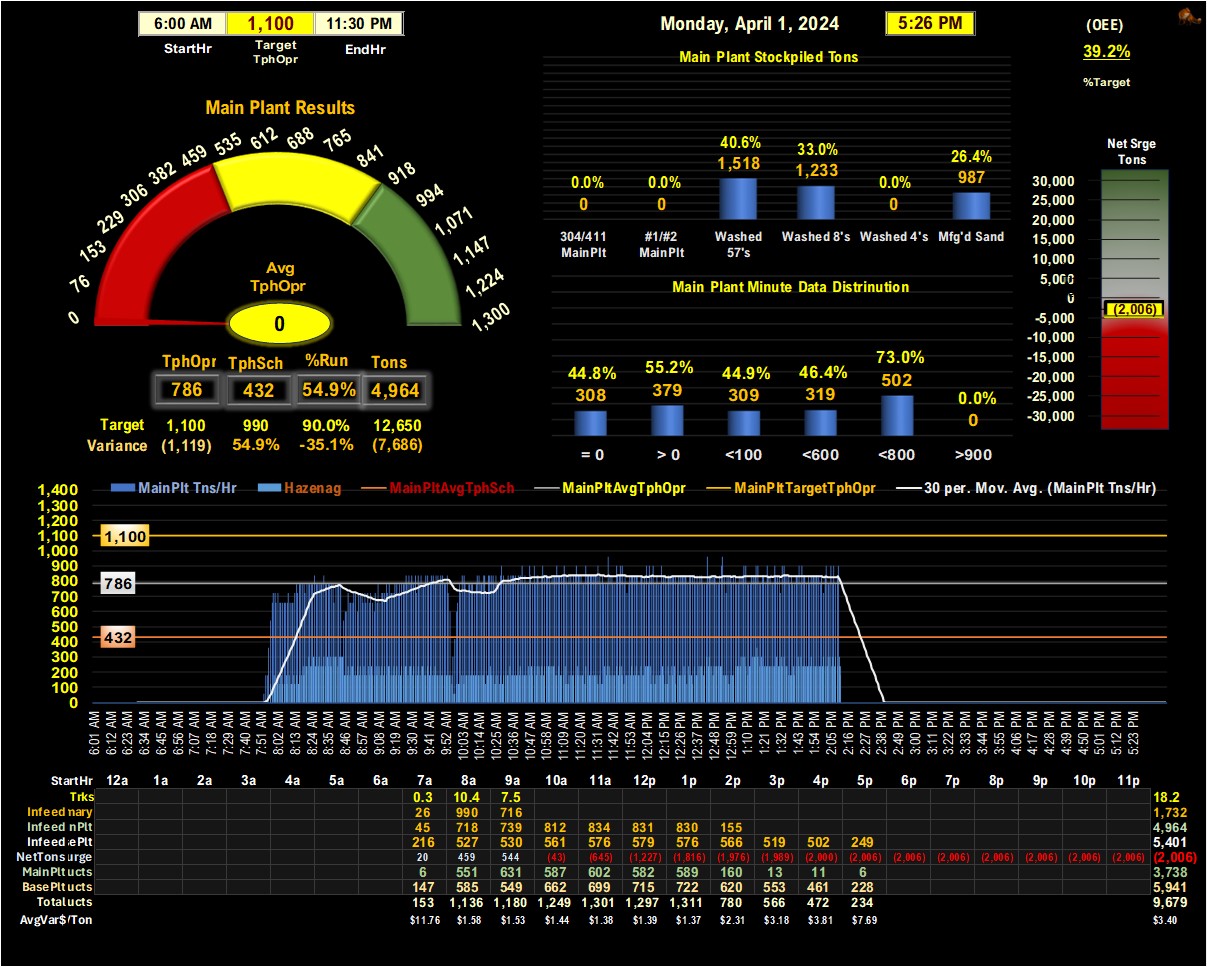 6:00 AM 1,100 11:30 PM
StartHr Target TphOpr EndHr
Monday, April 1, 2024 5:26 PM
(OEE)
39.2%
%Target
Main Plant Results
0 76 153 229 306 382 459 535 612 688 765 841 918 994 1,071 1,147 1,224 1,300
Avg
TphOpr
0
TphOpr TphSch %Run Tons
786 432 54.9% 4,964
Target 1,100 990 90.0% 12,650
Variance (1,119) 54.9% -35.1% (7,686)
Main Plant Stockpiled Tons
0.0% 0.0% 40.6% 33.0% 0.0% 26.4%
0 0 1,518 1,233 0 987
304/411 MainPlt #1/#2 MainPlt Washed 57's Washed 8's Washed 4's Mfg'd Sand
Main Plant Minute Data Distrinution
44.8% 55.2% 44.9% 46.4% 73.0% 0.0%
308 379 309 319 502 0
= 0 > 0 <100 <600 <800 >900
Net Srge
Tons
30,000
25,000
20,000
15,000
10,000
5,000
0
(2,006)
-5,000
-10,000
-15,000
-20,000
-25,000
-30,000
MainPlt Tns/Hr Hazenag MainPltAvgTphSch MainPltAvgTphOpr MainPltTargetTphOpr 30 per. Mov. Avg. (MainPlt Tns/Hr)
1,400
1,300
1,200
1,100
1,000
900
800
700
600
500
400
300
200
100
0
1,100
786
432
6:01 AM 6:12 AM 6:23 AM 6:34 AM 6:45 AM 6:56 AM 7:07 AM 7:18 AM 7:29 AM 7:40 AM 7:51 AM 8:02 AM 8:13 AM 8:24 AM 8:35 AM 8:46 AM 8:57 AM 9:08 AM 9:19 AM 9:30 AM 9:41 AM 9:52 AM 10:03 AM 10:14 AM 10:25 AM 10:36 AM 10:47 AM 10:58 AM 11:09 AM 11:20 AM 11:31 AM 11:42 AM 11:53 AM 12:04 PM 12:15 PM 12:26 PM 12:37 PM 12:48 PM 12:59 PM 1:10 PM 1:21 PM 1:32 PM 1:43 PM 1:54 PM 2:05 PM 2:16 PM 2:27 PM 2:38 PM 2:49 PM 3:00 PM 3:11 PM 3:22 PM 3:33 PM 3:44 PM 3:55 PM 4:06 PM 4:17 PM 4:28 PM 4:39 PM 4:50 PM 5:01 PM 5:12 PM 5:23 PM
StartHr 12a 1a 2a 3a 4a 5a 6a 7a 8a 9a 10a 11a 12p 1p 2p 3p 4p 5p 6p 7p 8p 9p 10p 11p
Trks 0.3 10.4 7.5 18.2
Infeed mary 26 990 716 1,732
Infeed nPlt 45 718 739 812 834 831 830 155 4,964
Infeed ePlt 216 527 530 561 576 579 576 566 519 502 249 5,401
NetTons urge 20 459 544 (43) (645) (1,227) (1,816) (1,976) (1,989) (2,000) (2,006) (2,006) (2,006) (2,006) (2,006) (2,006) (2,006) (2,006)
MainPlt ucts 6 551 631 587 602 582 589 160 13 11 6 3,738
BasePlt ucts 147 585 549 662 699 715 722 620 553 461 228 5,941
Total ucts 153 1,136 1,180 1,249 1,301 1,297 1,311 780 566 472 234 9,679
AvgVar$/Ton $11.76 $1.58 $1.53 $1.44 $1.38 $1.39 $1.37 $2.31 $3.18 $3.81 $7.69 $3.40